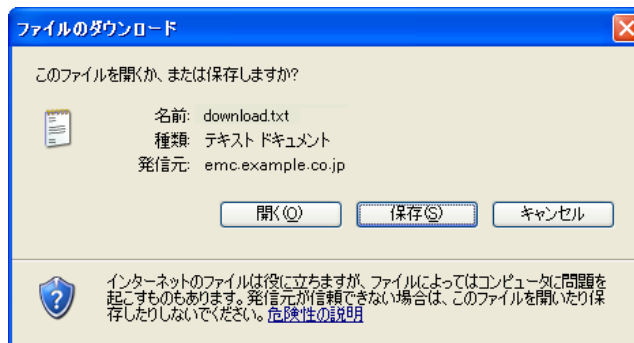 ファイルのダウンロード
このファイルを開くか、または保存しますか?
名前: download.txt
種類: テキスト ドキュメント
発信元: emc.example.co.jp
開く(O)
保存(S)
キャンセル
インターネットのファイルは役に立ちますが、ファイルによってはコンピュータに問題を
起こすものもあります。発信元が信頼できない場合は、このファイルを開いたり保
存したりしないでください。危険性の説明